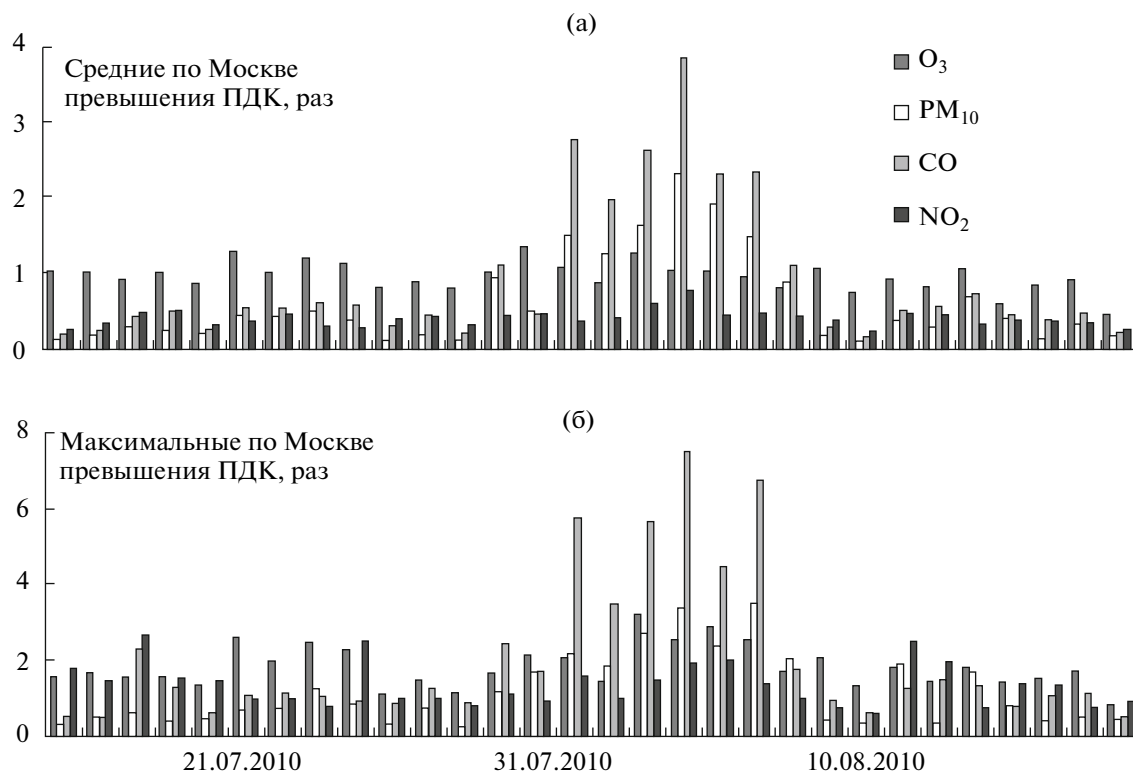 (а)
4
3
2
1
0
Средние по Москве
превышения ПДК, раз
O₃
PM₁₀
CO
NO₂
(б)
8
6
4
2
0
Максимальные по Москве
превышения ПДК, раз
21.07.2010
31.07.2010
10.08.2010